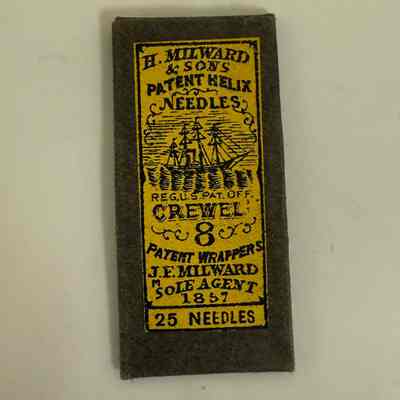 H. MILWARD
& SONS
PATENT HELIX
NEEDLES
REG. U.S. PAT. OFF.
CREWEL
8
PATENT WRAPPERS
J. F. MILWARD
SOLE AGENT
1857
25 NEEDLES